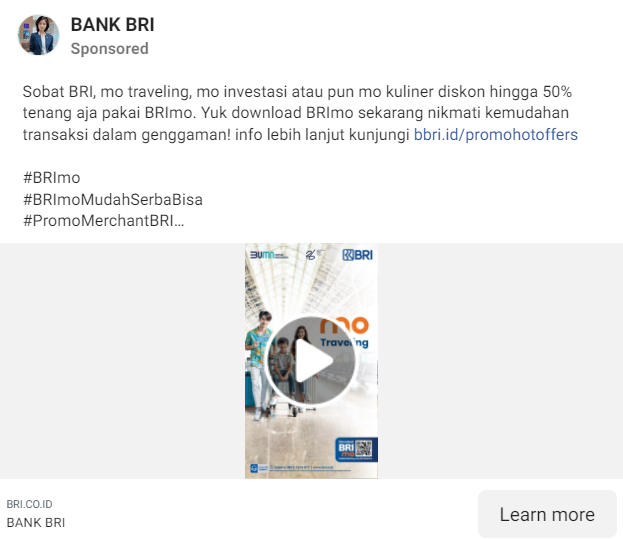 BANK BRI
Sponsored
Sobat BRI, mo traveling, mo investasi atau pun mo kuliner diskon hingga 50%
tenang aja pakai BRImo. Yuk download BRImo sekarang nikmati kemudahan
transaksi dalam genggaman! info lebih lanjut kunjungi bbri.id/promohotoffers
#BRImo
#BRImoMudahSerbaBisa
#PromoMerchantBRI...
BUMN
BRI
mo
Traveling
BRI
mo
BRI.CO.ID
BANK BRI
Learn more